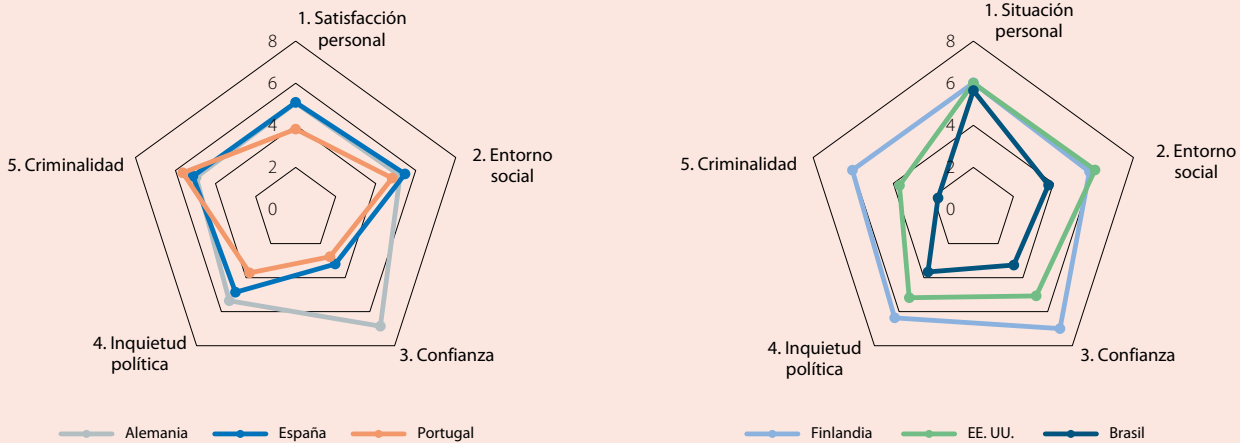 1. Satisfacción
personal
8
6
4
2
0
2. Entorno
social
3. Confianza
4. Inquietud
política
5. Criminalidad
Alemania España Portugal
1. Situación
personal
8
6
4
2
0
2. Entorno
social
3. Confianza
4. Inquietud
política
5. Criminalidad
Finlandia EE. UU. Brasil